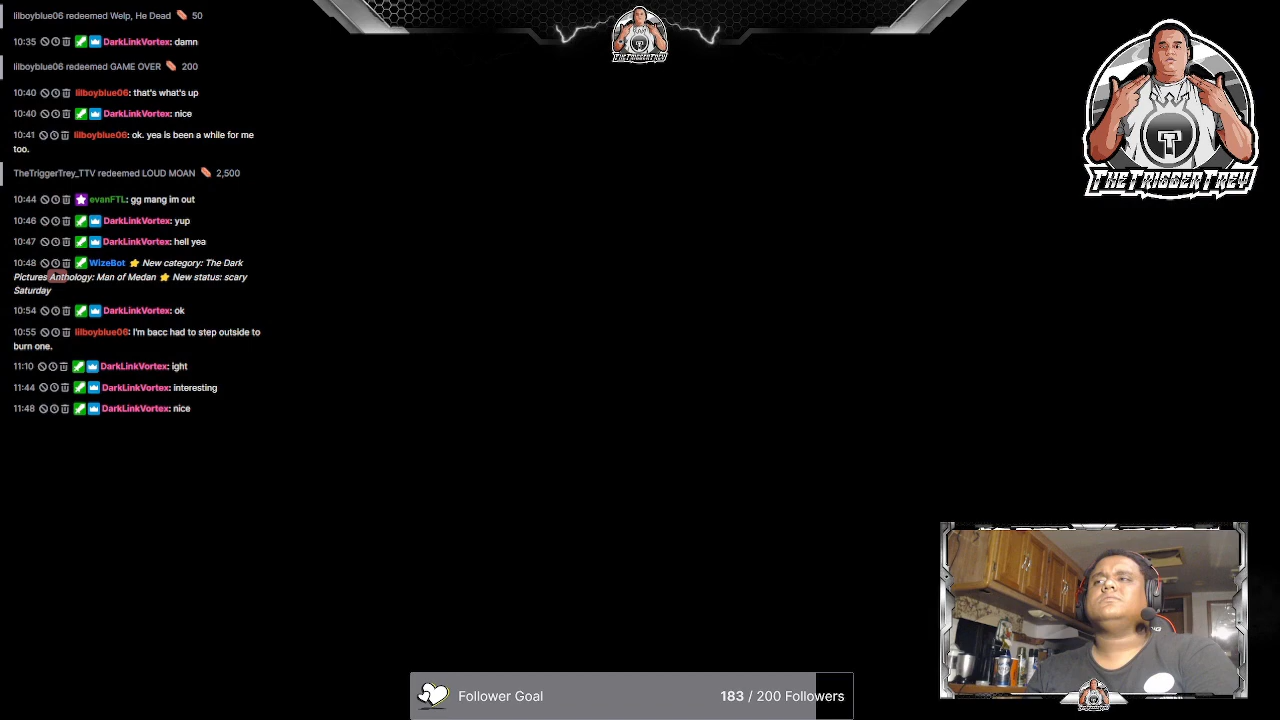 lilboyblue06 redeemed Welp, He Dead 50
10:35 DarkLinkVortex: damn
lilboyblue06 redeemed GAME OVER 200
10:40 lilboyblue06: that's what's up
10:40 DarkLinkVortex: nice
10:41 lilboyblue06: ok. yea is been a while for me
too.
TheTriggerTrey_TTV redeemed LOUD MOAN 2,500
10:44 evanFTL: gg mang im out
10:46 DarkLinkVortex: yup
10:47 DarkLinkVortex: hell yea
10:48 WizeBot ⭐ New category: The Dark
Pictures Anthology: Man of Medan ⭐ New status: scary
Saturday
10:54 DarkLinkVortex: ok
10:55 lilboyblue06: I'm bacc had to step outside to
burn one.
11:10 DarkLinkVortex: ight
11:44 DarkLinkVortex: interesting
11:48 DarkLinkVortex: nice
THETRIGGERTREY
T
THETRIGGERTREY
Follower Goal 183 / 200 Followers